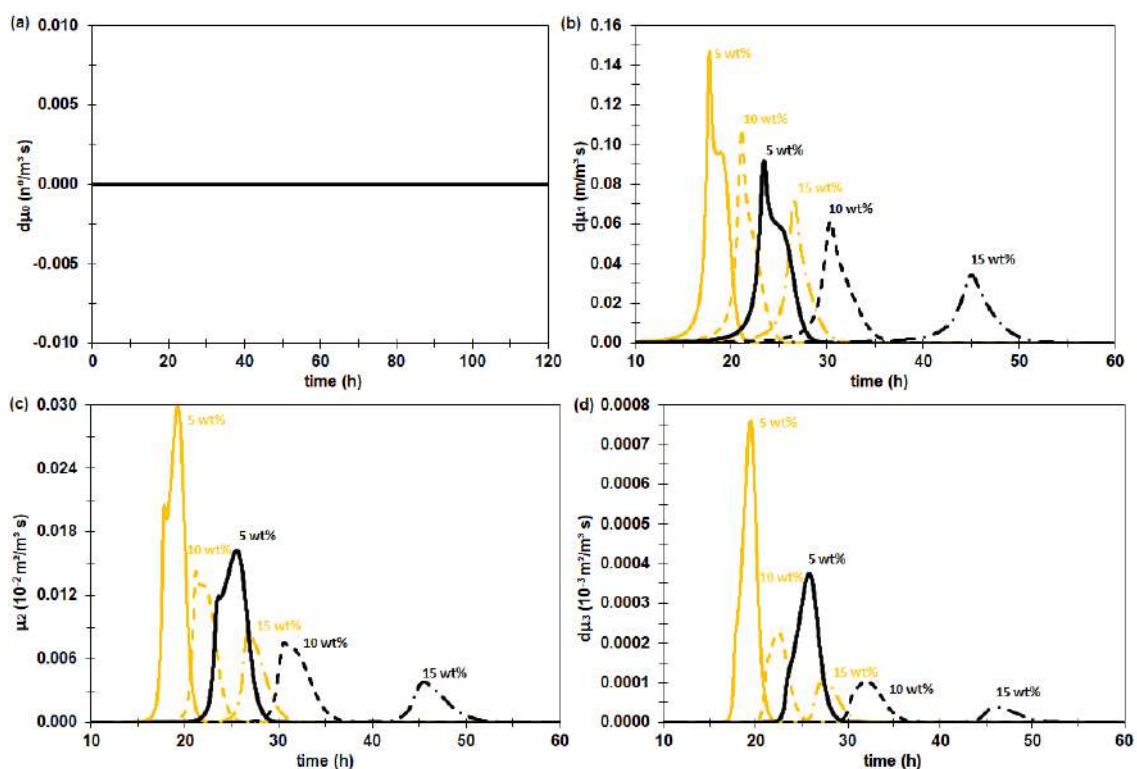 (a)
0.010
0.005
0.000
-0.005
-0.010
dµ₀ (nº/m³ s)
0 20 40 60 80 100 120
time (h)
(b)
0.16
0.14
0.12
0.10
0.08
0.06
0.04
0.02
0.00
dµ₁ (m/m³ s)
5 wt%
10 wt%
5 wt%
15 wt%
10 wt%
15 wt%
10 20 30 40 50 60
time (h)
(c)
0.030
0.024
0.018
0.012
0.006
0.000
µ2 (10⁻² m²/m³ s)
5 wt%
5 wt%
10 wt%
15 wt%
10 wt%
15 wt%
10 20 30 40 50 60
time (h)
(d)
0.0008
0.0007
0.0006
0.0005
0.0004
0.0003
0.0002
0.0001
0.0000
dµ₃ (10⁻³ m³/m³ s)
5 wt%
5 wt%
10 wt%
15 wt%
10 wt%
15 wt%
10 20 30 40 50 60
time (h)